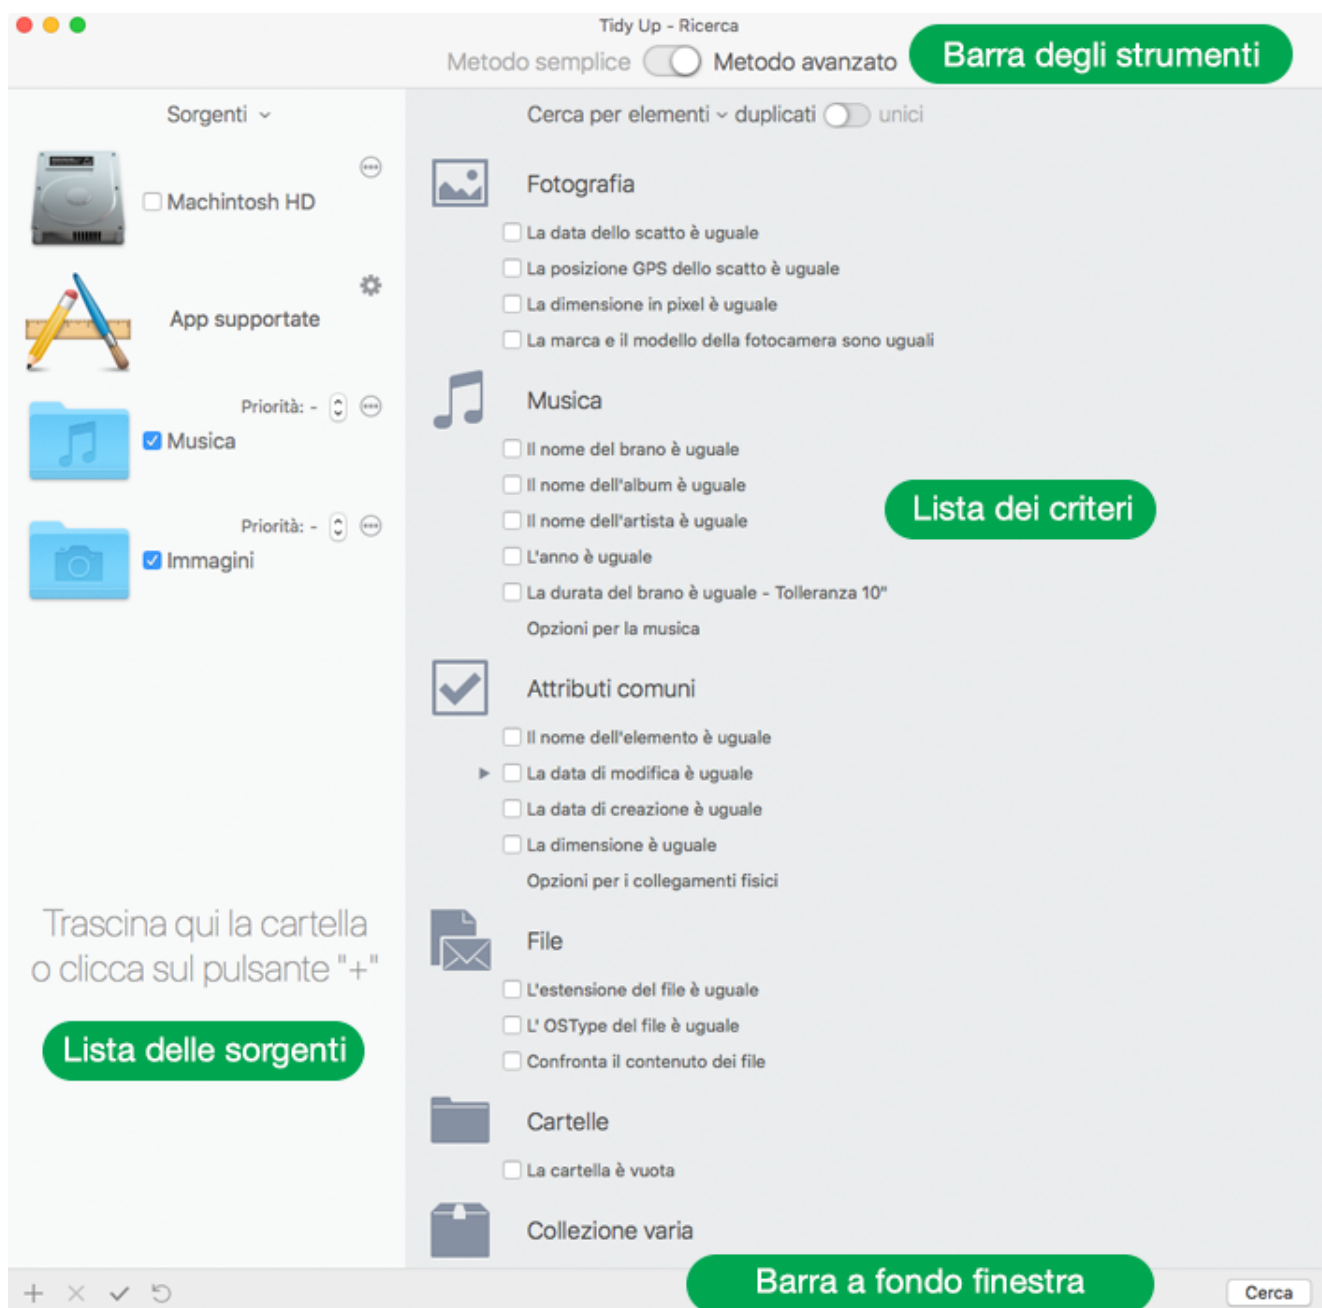 Tidy Up - Ricerca
Metodo semplice Metodo avanzato
Barra degli strumenti
Sorgenti
Machintosh HD
App supportate
Priorità: -
Musica
Priorità: -
Immagini
Trascina qui la cartella
o clicca sul pulsante "+"
Lista delle sorgenti
Cerca per elementi duplicati unici
Fotografia
La data dello scatto è uguale
La posizione GPS dello scatto è uguale
La dimensione in pixel è uguale
La marca e il modello della fotocamera sono uguali
Musica
Il nome del brano è uguale
Il nome dell'album è uguale
Il nome dell'artista è uguale
L'anno è uguale
La durata del brano è uguale - Tolleranza 10"
Opzioni per la musica
Lista dei criteri
Attributi comuni
Il nome dell'elemento è uguale
La data di modifica è uguale
La data di creazione è uguale
La dimensione è uguale
Opzioni per i collegamenti fisici
File
L'estensione del file è uguale
L' OSType del file è uguale
Confronta il contenuto dei file
Cartelle
La cartella è vuota
Collezione varia
Barra a fondo finestra
Cerca